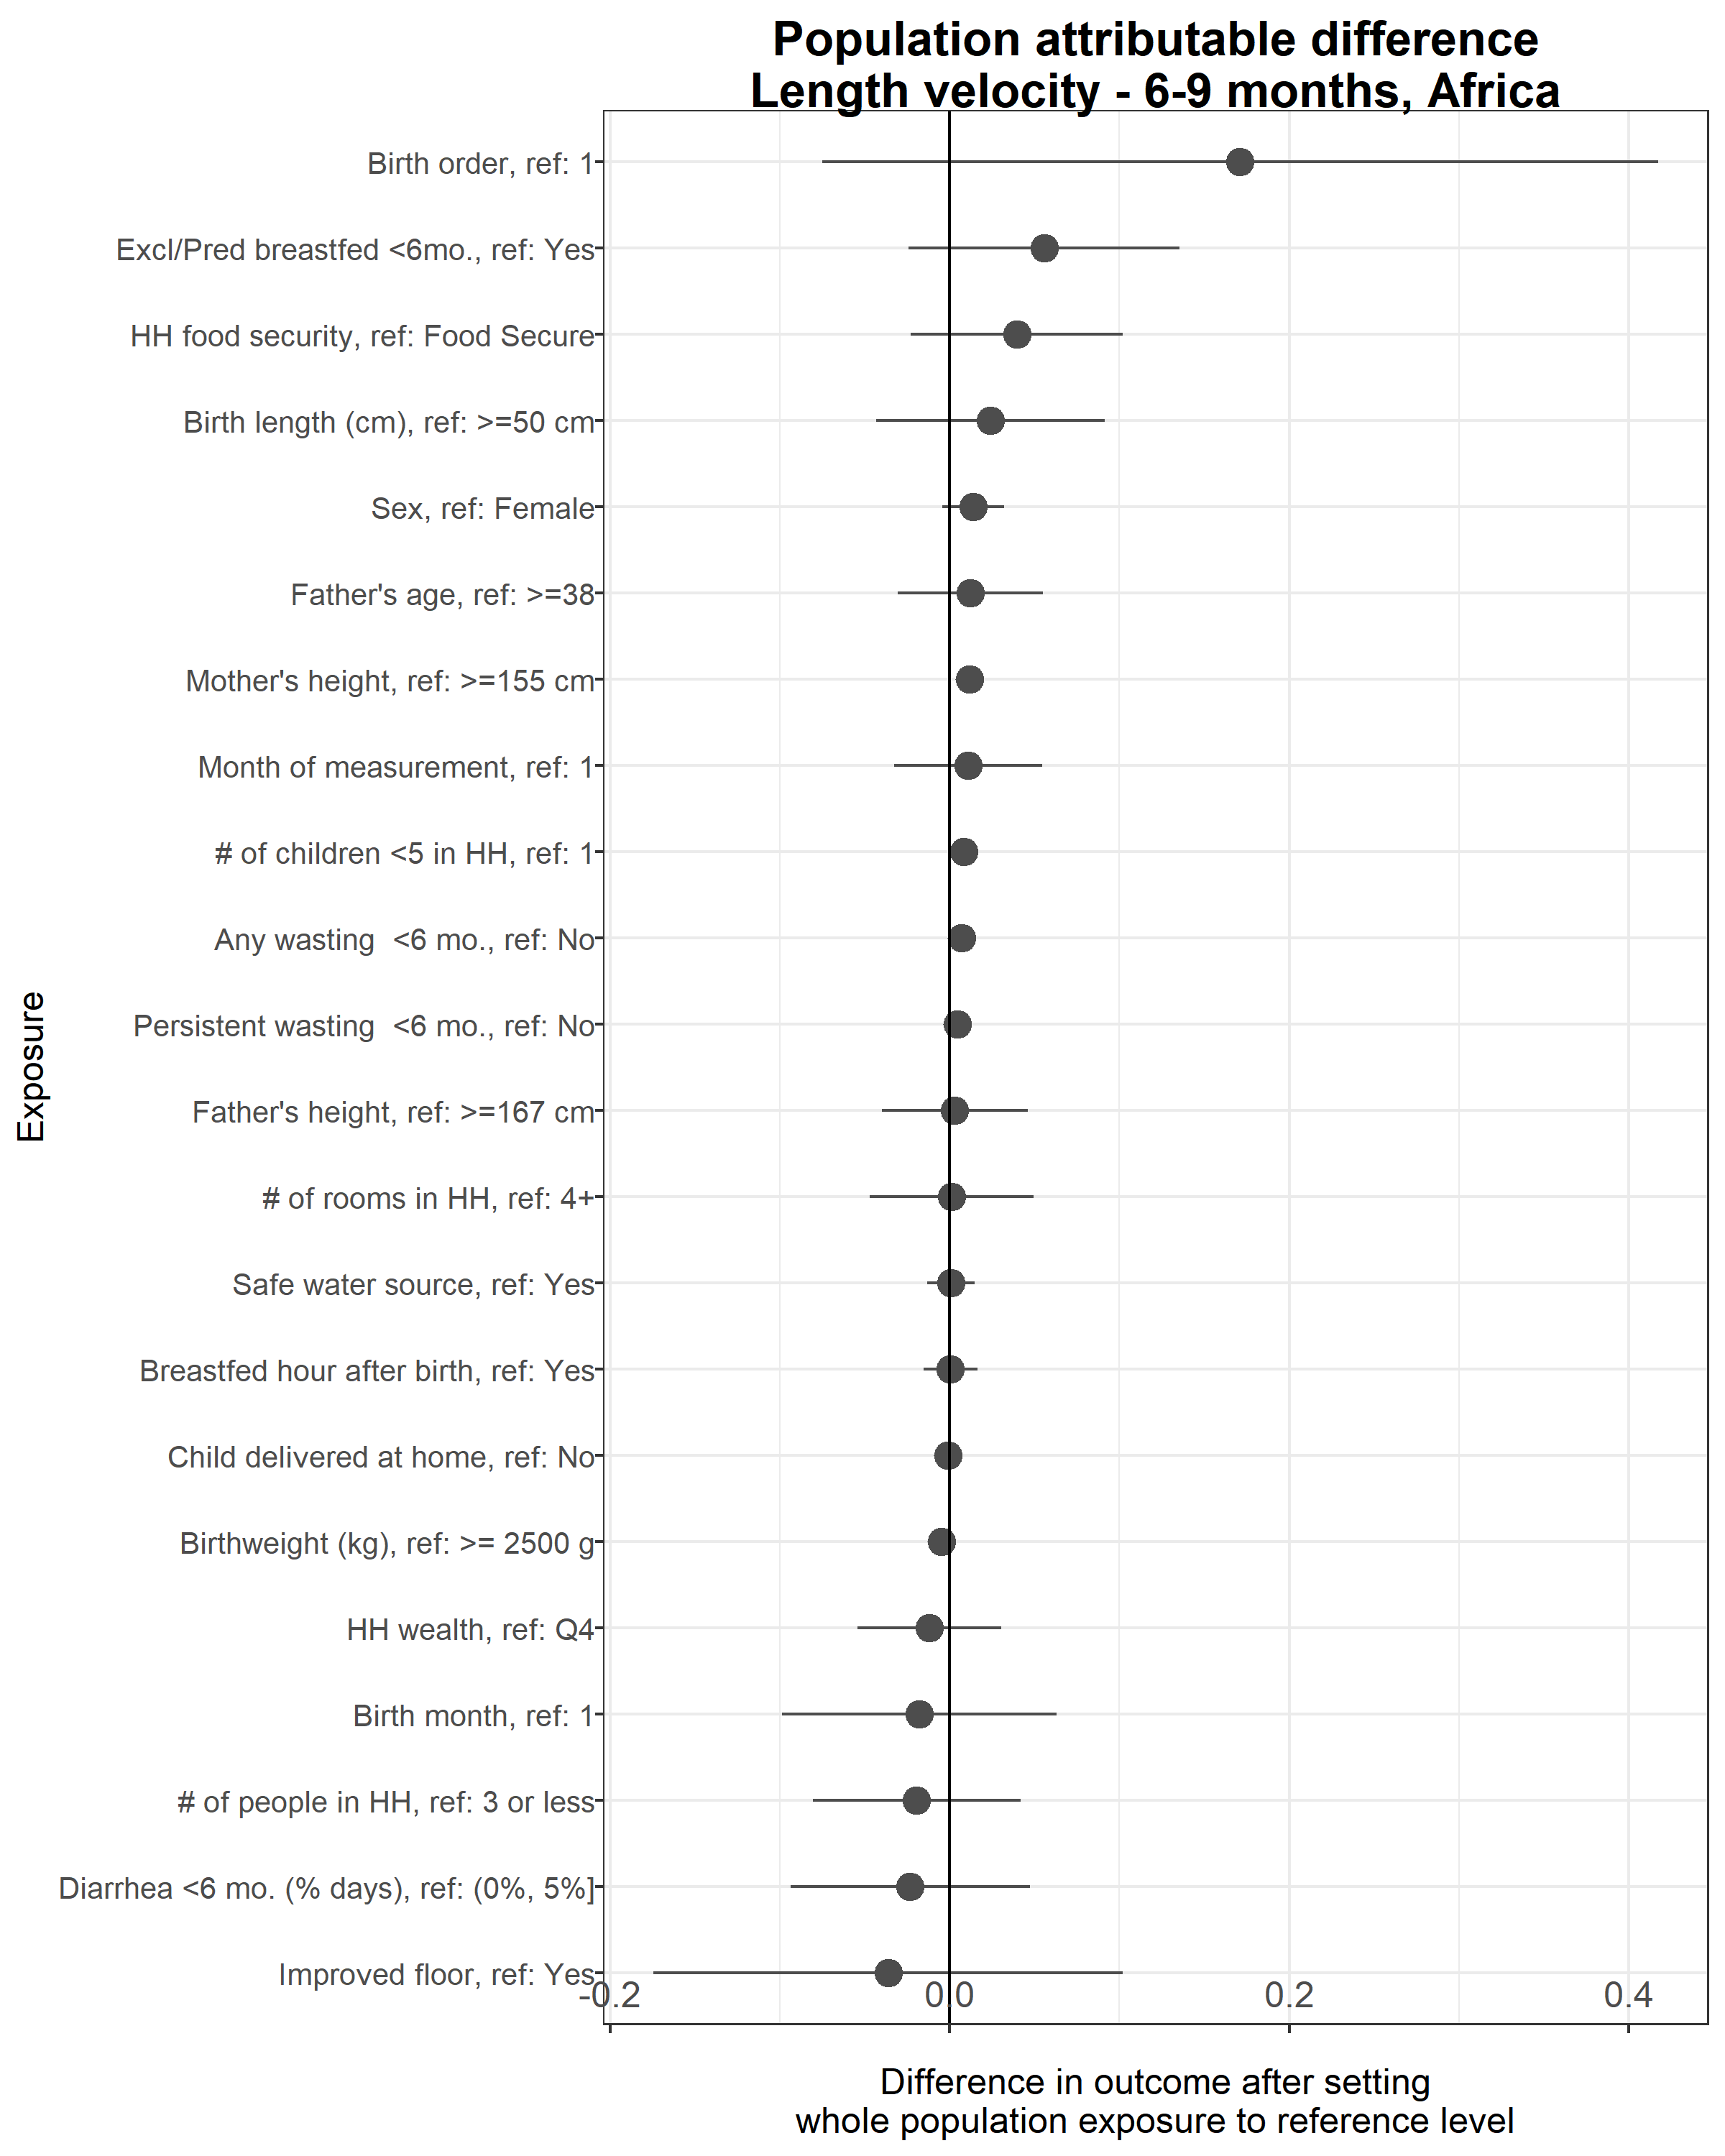 Population attributable difference
Length velocity - 6-9 months, Africa
Birth order, ref: 1
Excl/Pred breastfed <6mo., ref: Yes
HH food security, ref: Food Secure
Birth length (cm), ref: >=50 cm
Sex, ref: Female
Father's age, ref: >=38
Mother's height, ref: >=155 cm
Month of measurement, ref: 1
# of children <5 in HH, ref: 1
Any wasting  <6 mo., ref: No
Persistent wasting  <6 mo., ref: No
Father's height, ref: >=167 cm
# of rooms in HH, ref: 4+
Safe water source, ref: Yes
Breastfed hour after birth, ref: Yes
Child delivered at home, ref: No
Birthweight (kg), ref: >= 2500 g
HH wealth, ref: Q4
Birth month, ref: 1
# of people in HH, ref: 3 or less
Diarrhea <6 mo. (% days), ref: (0%, 5%]
Improved floor, ref: Yes
Exposure
-0.2 0.0 0.2 0.4
Difference in outcome after setting
whole population exposure to reference level